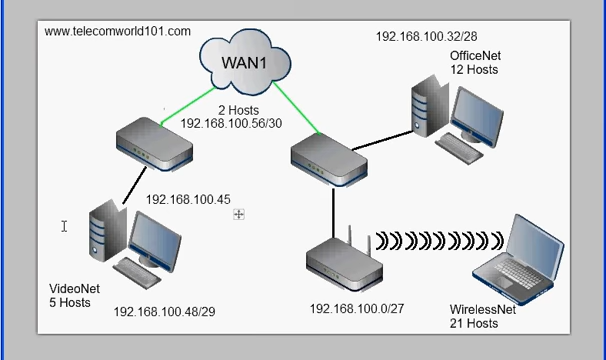 www.telecomworld101.com
WAN1
192.168.100.32/28
OfficeNet
12 Hosts
2 Hosts
192.168.100.56/30
192.168.100.45
VideoNet
5 Hosts
192.168.100.48/29
192.168.100.0/27
WirelessNet
21 Hosts